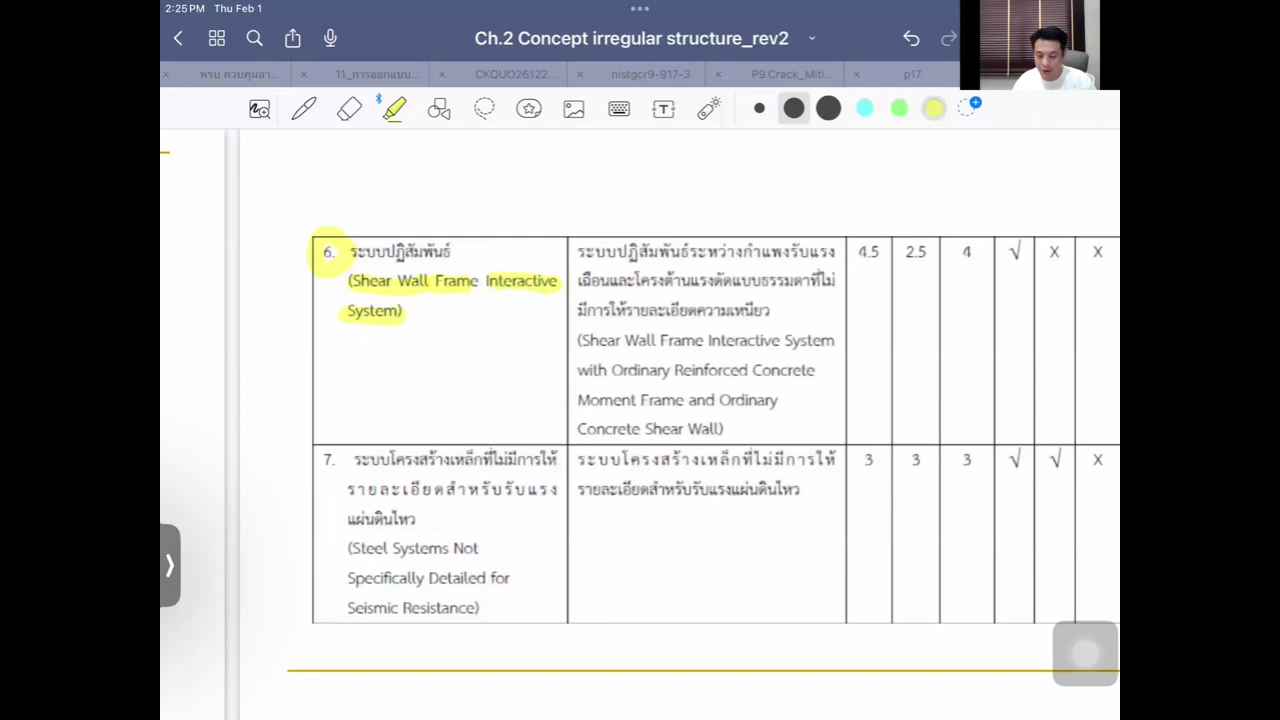 2:25 PM Thu Feb 1
Ch.2 Concept irregular structure_rev2
พรบ ควบคุมอา...
11_การออกแบบ...
CKQUO26122...
nistgcr9-917-3
P9.Crack_Miti...
p17
6. ระบบปฏิสัมพันธ์
(Shear Wall Frame Interactive
System)
ระบบปฏิสัมพันธ์ระหว่างกำแพงรับแรง
เฉือนและโครงต้านแรงดัดแบบธรรมดาที่ไม่
มีการให้รายละเอียดความเหนียว
(Shear Wall Frame Interactive System
with Ordinary Reinforced Concrete
Moment Frame and Ordinary
Concrete Shear Wall)
4.5 2.5 4 √ X X
7. ระบบโครงสร้างเหล็กที่ไม่มีการให้
รายละเอียดสำหรับรับแรง
แผ่นดินไหว
(Steel Systems Not
Specifically Detailed for
Seismic Resistance)
ระบบโครงสร้างเหล็กที่ไม่มีการให้
รายละเอียดสำหรับรับแรงแผ่นดินไหว
3 3 3 √ √ X